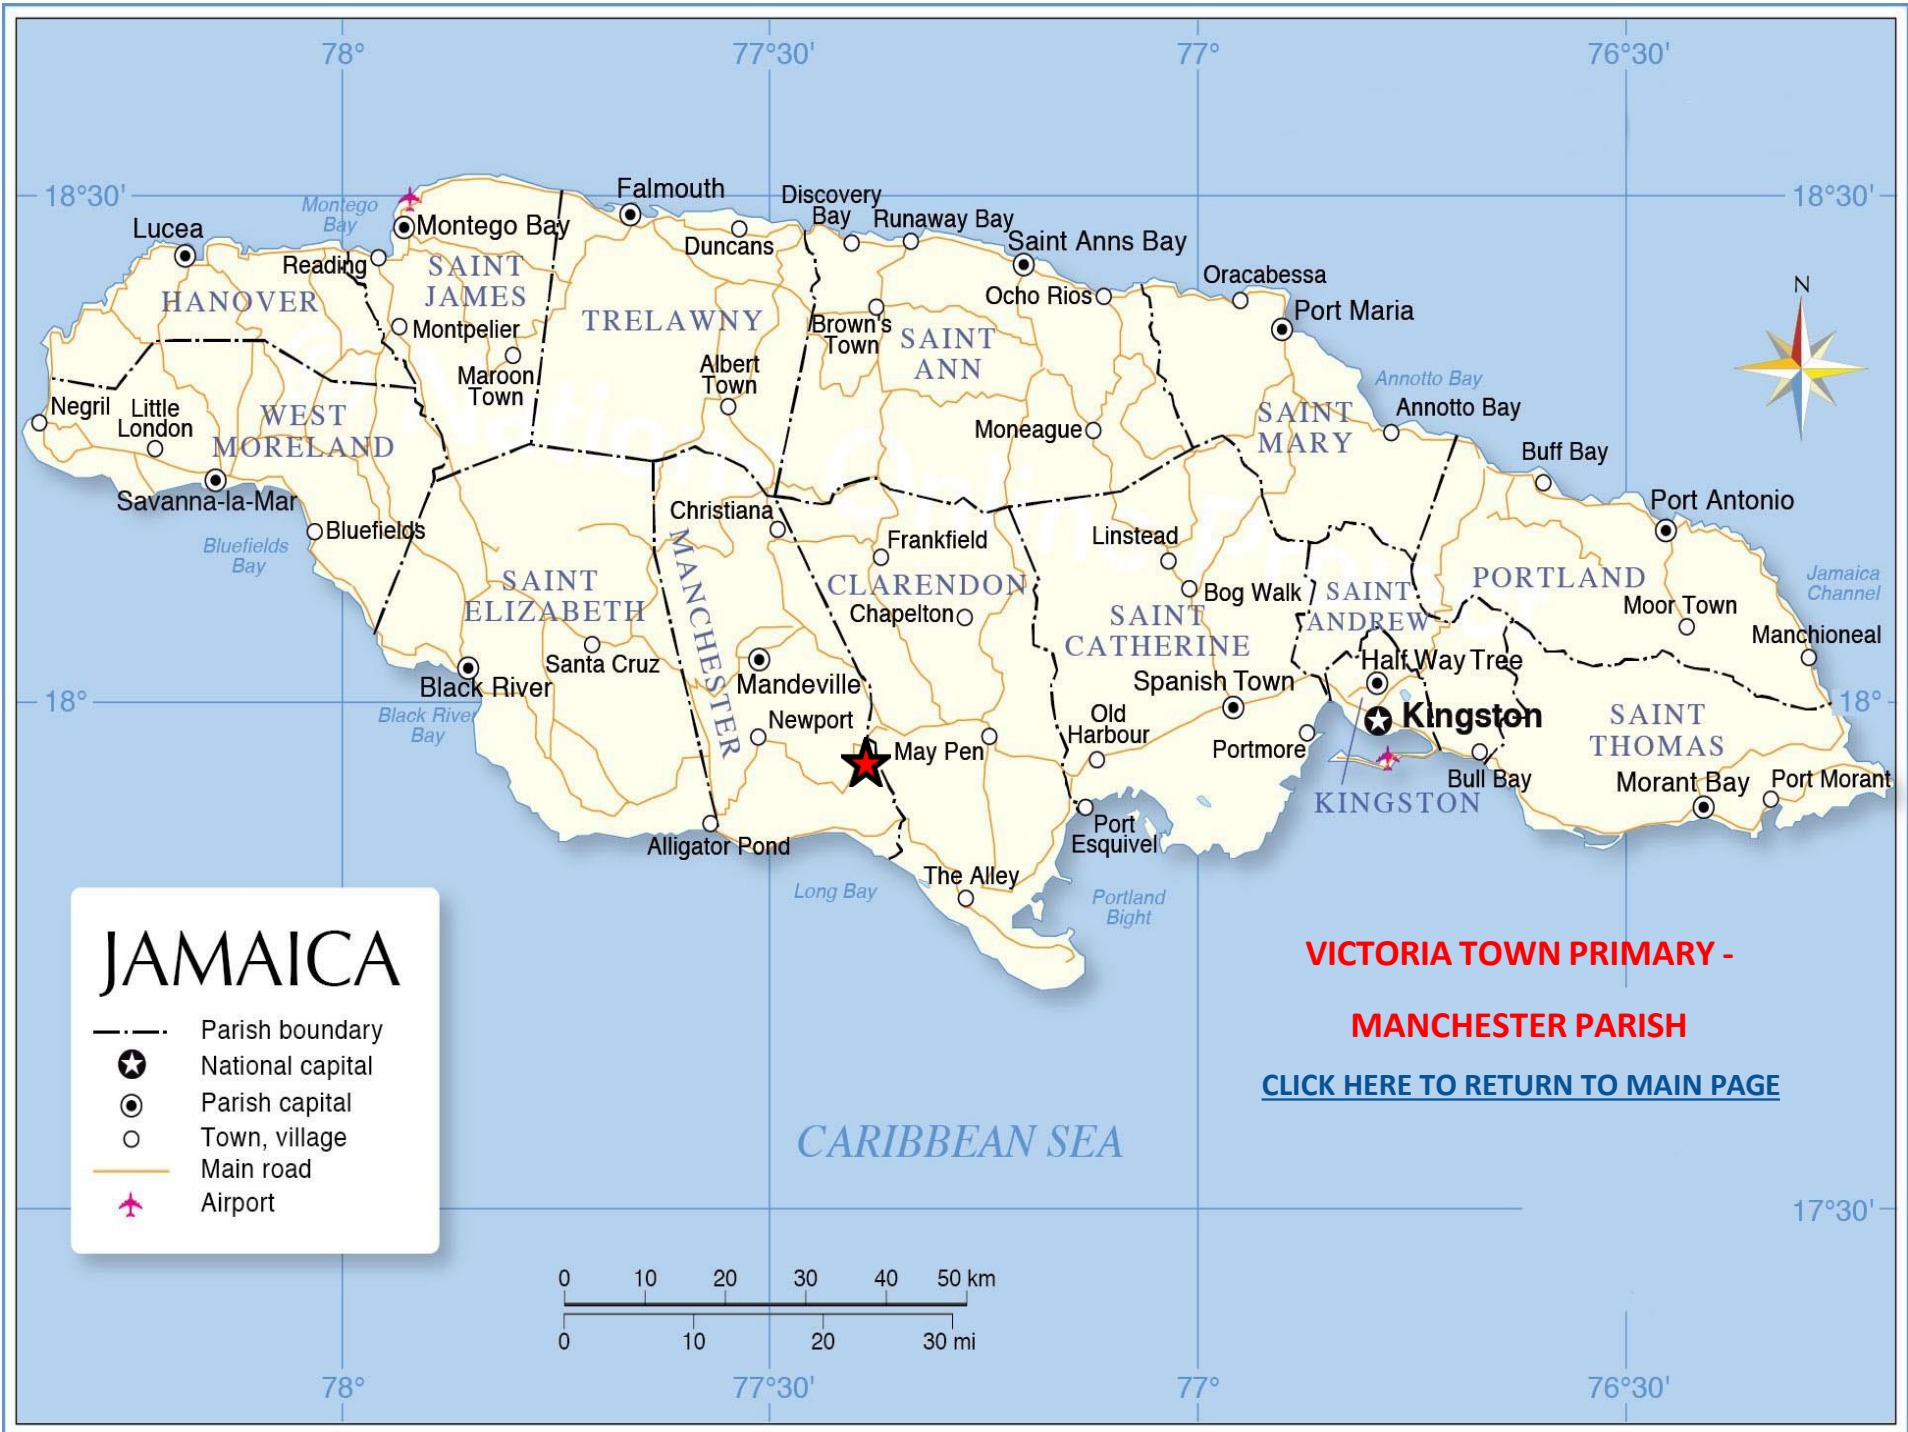 78°
77°30'
77°
76°30'
18°30'
18°30'
Montego
Bay
Lucea
Montego Bay
Reading
Falmouth
Duncans
Discovery
Bay
Runaway Bay
Saint Anns Bay
Ocho Rios
Oracabessa
Port Maria
N
HANOVER
SAINT
JAMES
Montpelier
Maroon
Town
TRELAWNY
Albert
Town
Brown's
Town
SAINT
ANN
Moneague
SAINT
MARY
Annotto Bay
Annotto Bay
Buff Bay
Port Antonio
Negril
Little
London
WEST
MORELAND
Savanna-la-Mar
Bluefields
Bluefields
Bay
Christiana
MANCHESTER
Frankfield
CLARENDON
Chapelton
Linstead
Bog Walk
SAINT
CATHERINE
SAINT
ANDREW
PORTLAND
Moor Town
Jamaica
Channel
Manchioneal
SAINT
ELIZABETH
Santa Cruz
Black River
Black River
Bay
Mandeville
Newport
May Pen
Old
Harbour
Spanish Town
Portmore
Half Way Tree
Kingston
KINGSTON
Bull Bay
SAINT
THOMAS
Morant Bay
Port Morant
18°
18°
Alligator Pond
Long Bay
The Alley
Port
Esquivel
Portland
Bight
JAMAICA
Parish boundary
National capital
Parish capital
Town, village
Main road
Airport
VICTORIA TOWN PRIMARY -
MANCHESTER PARISH
CLICK HERE TO RETURN TO MAIN PAGE
CARIBBEAN SEA
17°30'
0 10 20 30 40 50 km
0 10 20 30 mi
78°
77°30'
77°
76°30'